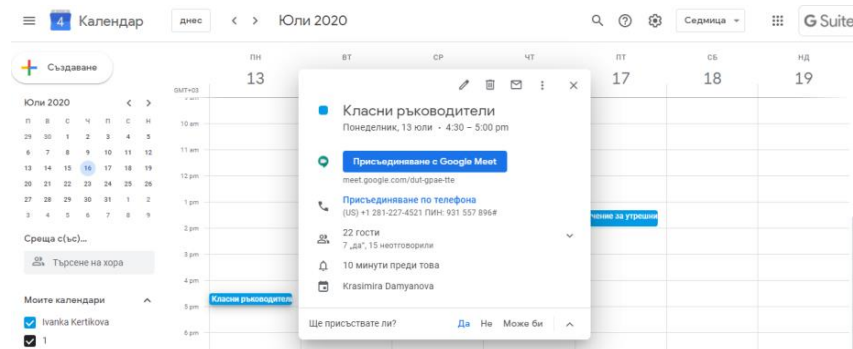 4 Календар днес Юли 2020 Седмица G Suite
Създаване
ПН ВТ СР ЧТ ПТ СБ НД
13 17 18 19
GMT+03
Юли 2020
П В С Ч П С Н
29 30 1 2 3 4 5
6 7 8 9 10 11 12
13 14 15 16 17 18 19
20 21 22 23 24 25 26
27 28 29 30 31 1 2
3 4 5 6 7 8 9
Среща с(ъс)...
Търсене на хора
Моите календари
Ivanka Kertikova
1
10 am
11 am
12 pm
1 pm
2 pm
3 pm
4 pm
5 pm
6 pm
Класни ръководители
Понеделник, 13 юли • 4:30 – 5:00 pm
Присъединяване с Google Meet
meet.google.com/dut-gpae-tte
Присъединяване по телефона
(US) +1 281-227-4521 ПИН: 931 557 896#
22 гости
7 „да“, 15 неотговорили
10 минути преди това
Krasimira Damyanova
Ще присъствате ли? Да Не Може би
Класни ръководител
чение за утрешни